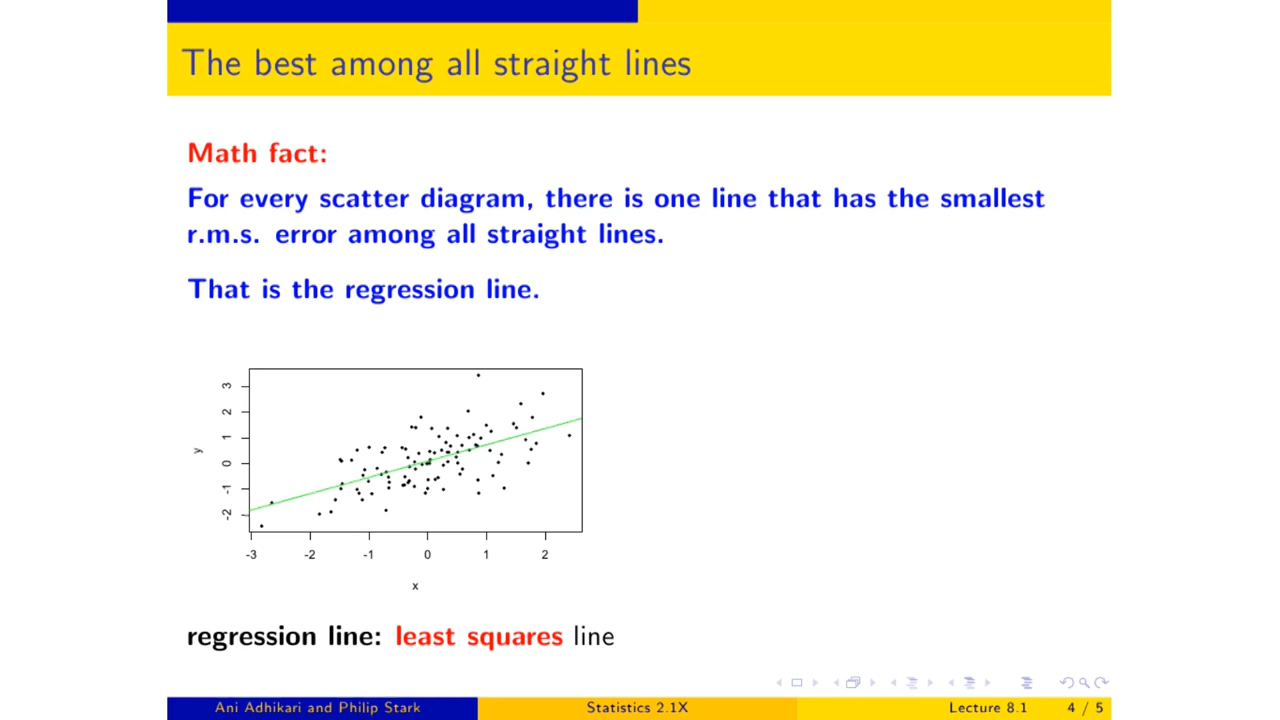 The best among all straight lines
Math fact:
For every scatter diagram, there is one line that has the smallest
r.m.s. error among all straight lines.
That is the regression line.
3
2
1
0
-1
-2
y
-3 -2 -1 0 1 2
x
regression line: least squares line
Ani Adhikari and Philip Stark Statistics 2.1X Lecture 8.1 4 / 5